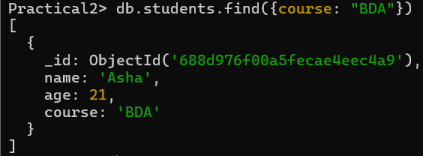 Practical2> db.students.find({course: "BDA"})
[
  {
    _id: ObjectId('688d976f00a5fecae4eec4a9'),
    name: 'Asha',
    age: 21,
    course: 'BDA'
  }
]